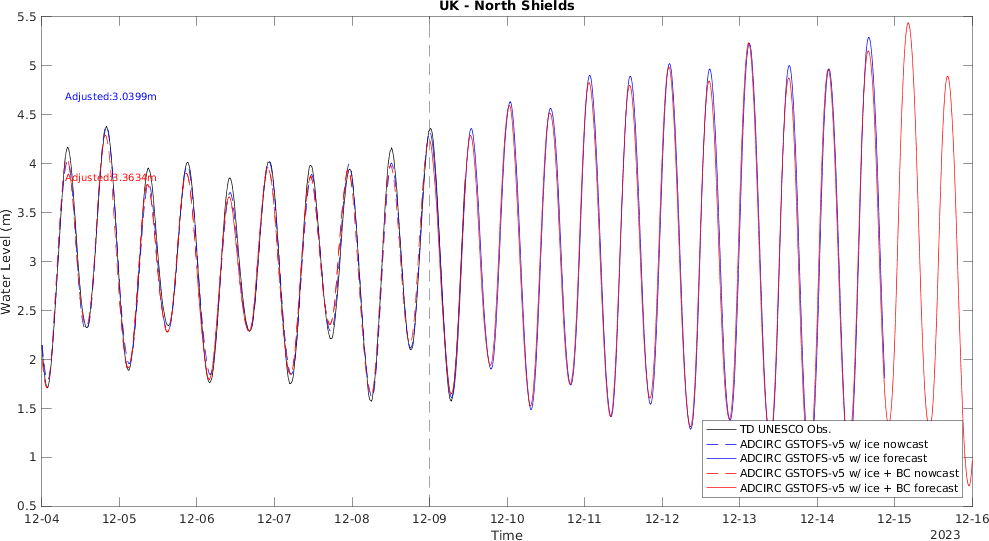 UK - North Shields
5.5
5
4.5
4
3.5
3
2.5
2
1.5
1
0.5
Water Level (m)
Adjusted:3.0399m
Adjusted:3.3634m
TD UNESCO Obs.
ADCIRC GSTOFS-v5 w/ ice nowcast
ADCIRC GSTOFS-v5 w/ ice forecast
ADCIRC GSTOFS-v5 w/ ice + BC nowcast
ADCIRC GSTOFS-v5 w/ ice + BC forecast
12-04 12-05 12-06 12-07 12-08 12-09 12-10 12-11 12-12 12-13 12-14 12-15 12-16
Time
2023